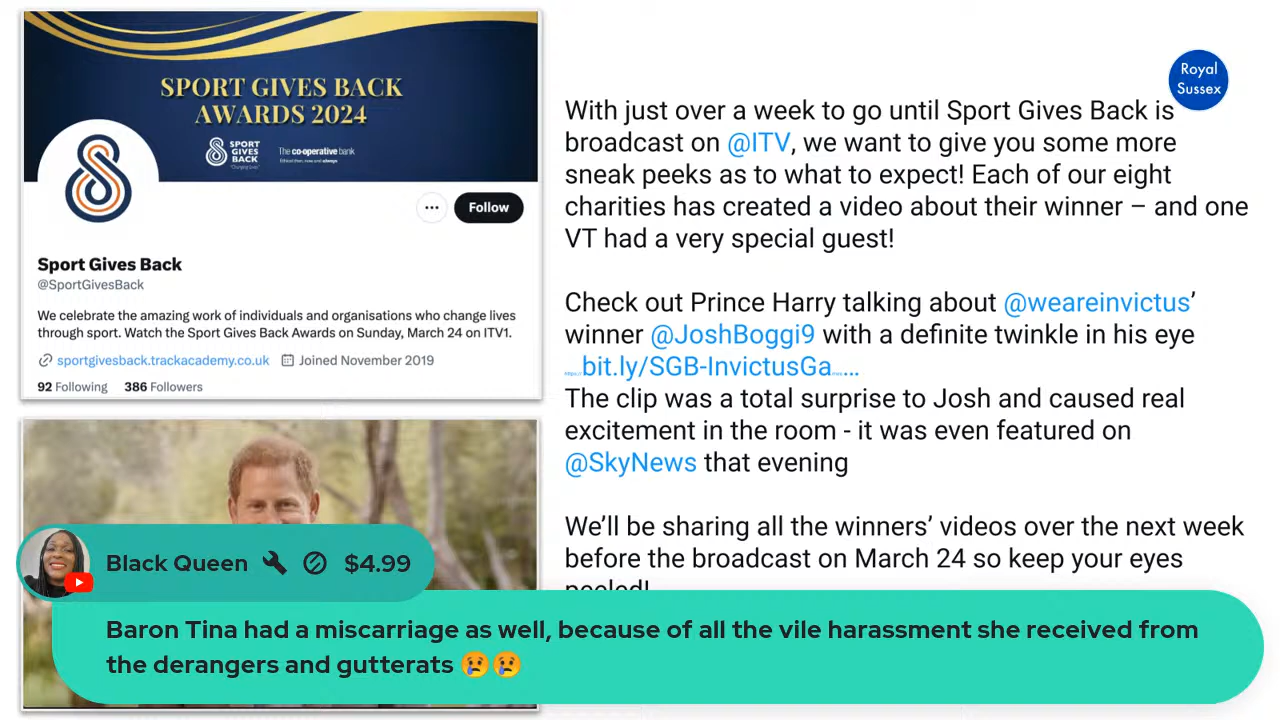 SPORT GIVES BACK
AWARDS 2024
SPORT
GIVES
BACK
The co-operative bank
Follow
Sport Gives Back
@SportGivesBack
We celebrate the amazing work of individuals and organisations who change lives
through sport. Watch the Sport Gives Back Awards on Sunday, March 24 on ITV1.
sportgivesback.trackacademy.co.uk Joined November 2019
92 Following 386 Followers
Royal
Sussex
With just over a week to go until Sport Gives Back is
broadcast on @ITV, we want to give you some more
sneak peeks as to what to expect! Each of our eight
charities has created a video about their winner – and one
VT had a very special guest!
Check out Prince Harry talking about @weareinvictus’
winner @JoshBoggi9 with a definite twinkle in his eye
https://bit.ly/SGB-InvictusGa…
The clip was a total surprise to Josh and caused real
excitement in the room - it was even featured on
@SkyNews that evening
We’ll be sharing all the winners’ videos over the next week
before the broadcast on March 24 so keep your eyes
peeled!
Black Queen $4.99
Baron Tina had a miscarriage as well, because of all the vile harassment she received from
the derangers and gutterats 😢😢